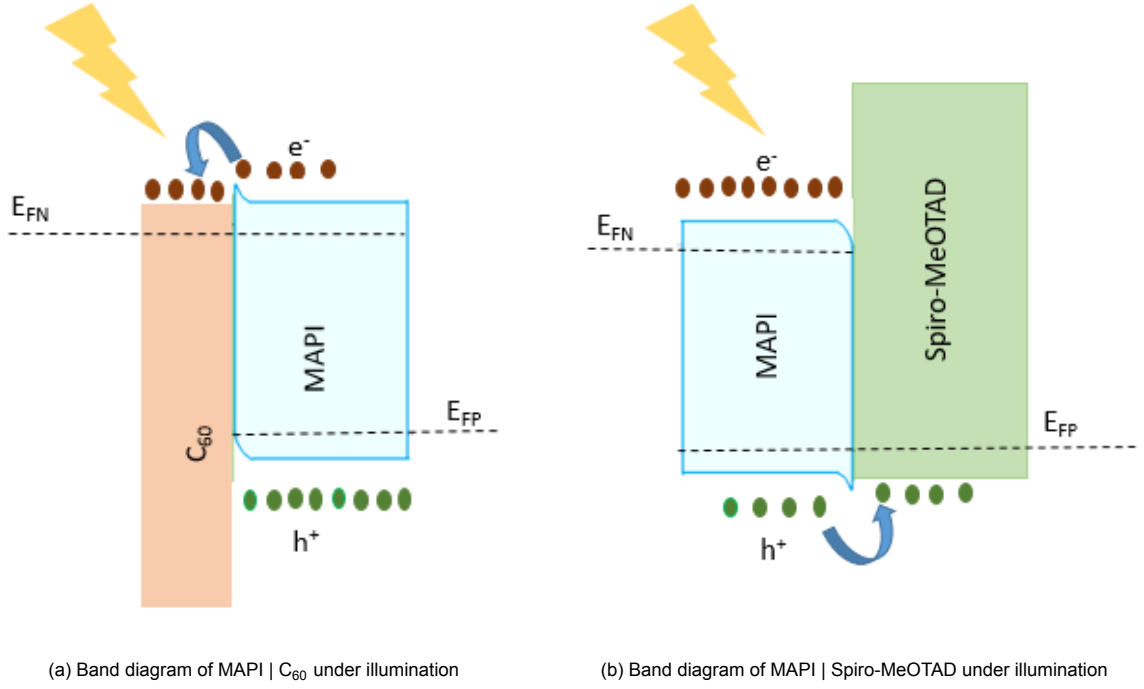 e⁻
E_FN
MAPI
C₆₀
E_FP
h⁺
(a) Band diagram of MAPI | C₆₀ under illumination
e⁻
E_FN
MAPI
Spiro-MeOTAD
E_FP
h⁺
(b) Band diagram of MAPI | Spiro-MeOTAD under illumination